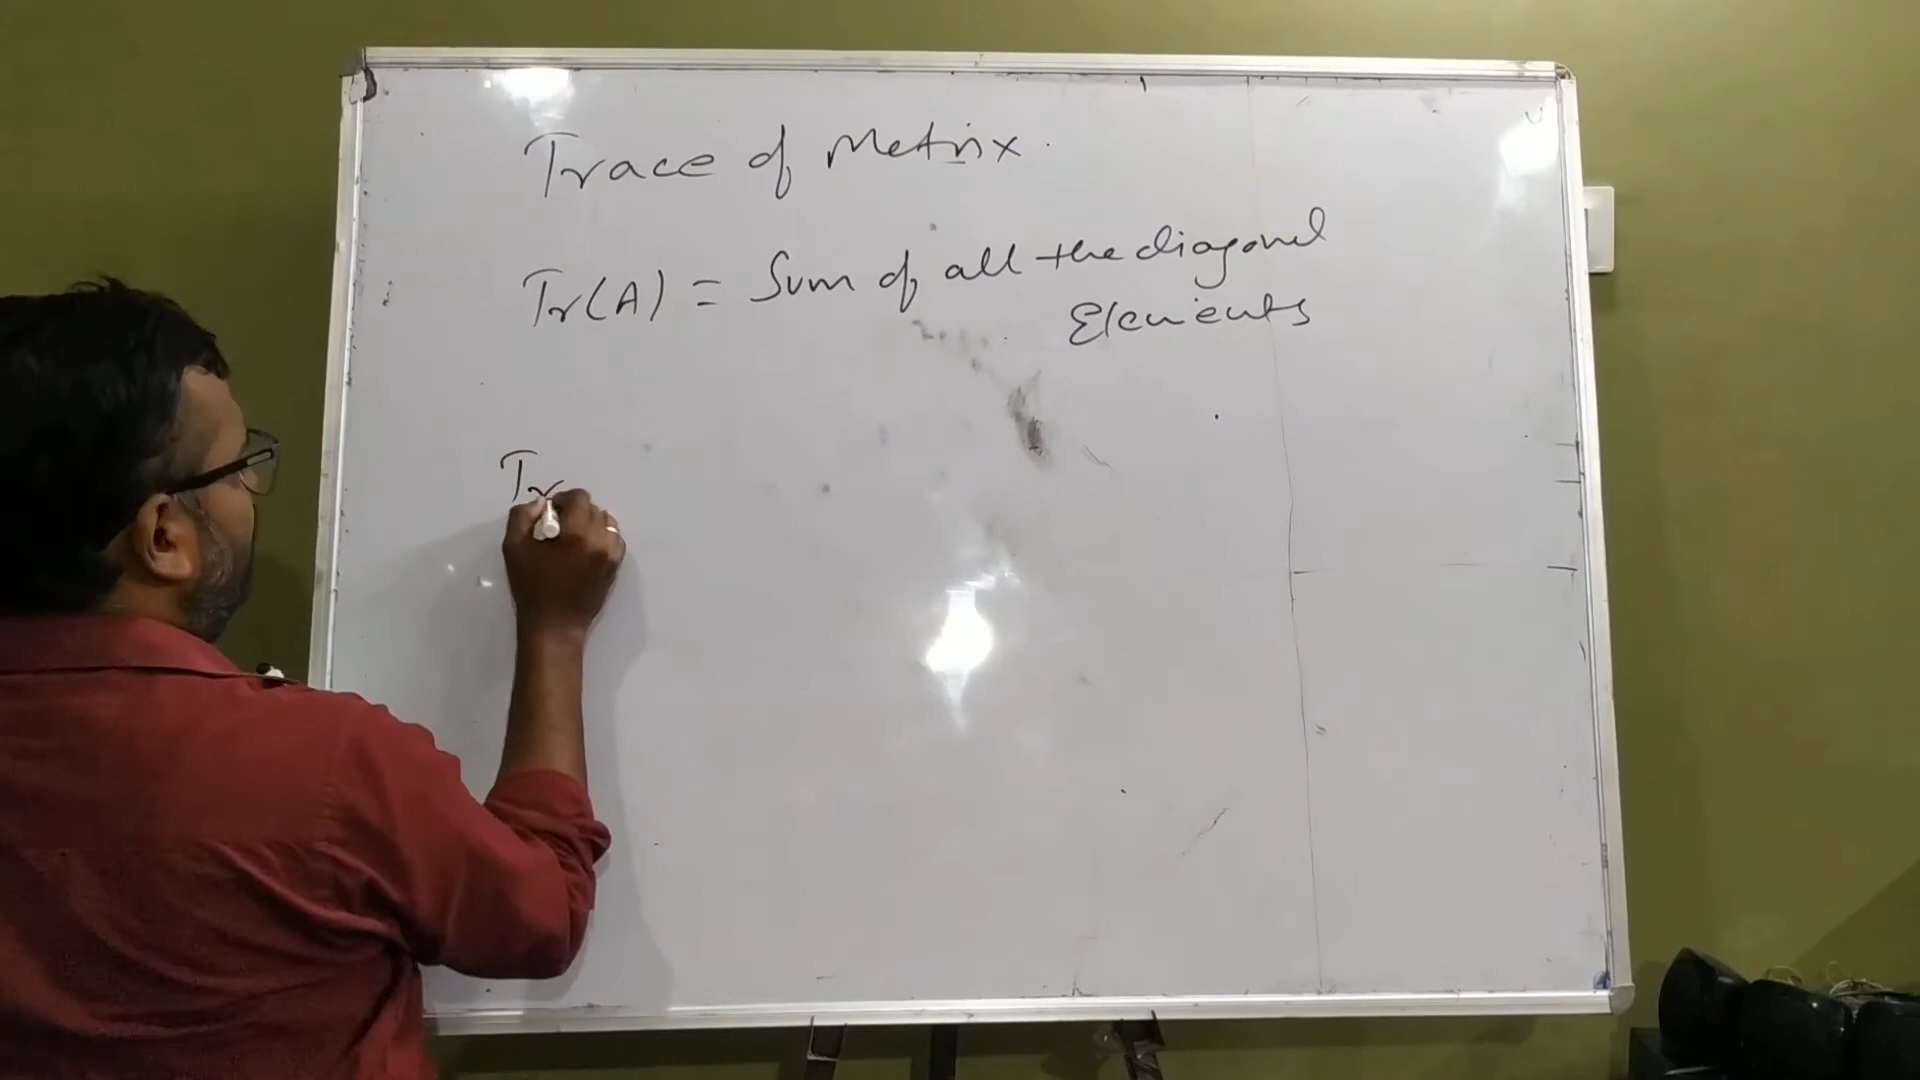 Trace of Metrix.
Tr(A) = Sum of all the diagonal
Elements
Tr